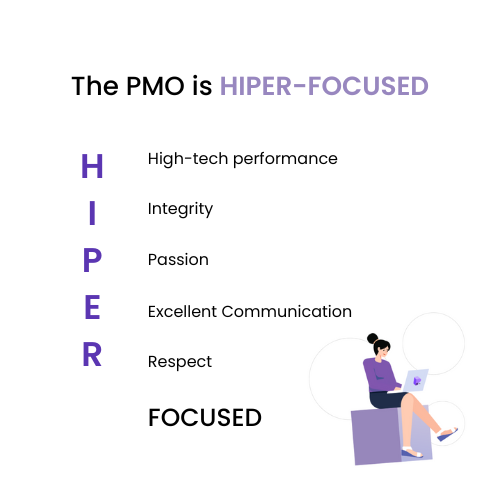 The PMO is HIPER-FOCUSED
H High-tech performance
I Integrity
P Passion
E Excellent Communication
R Respect
FOCUSED